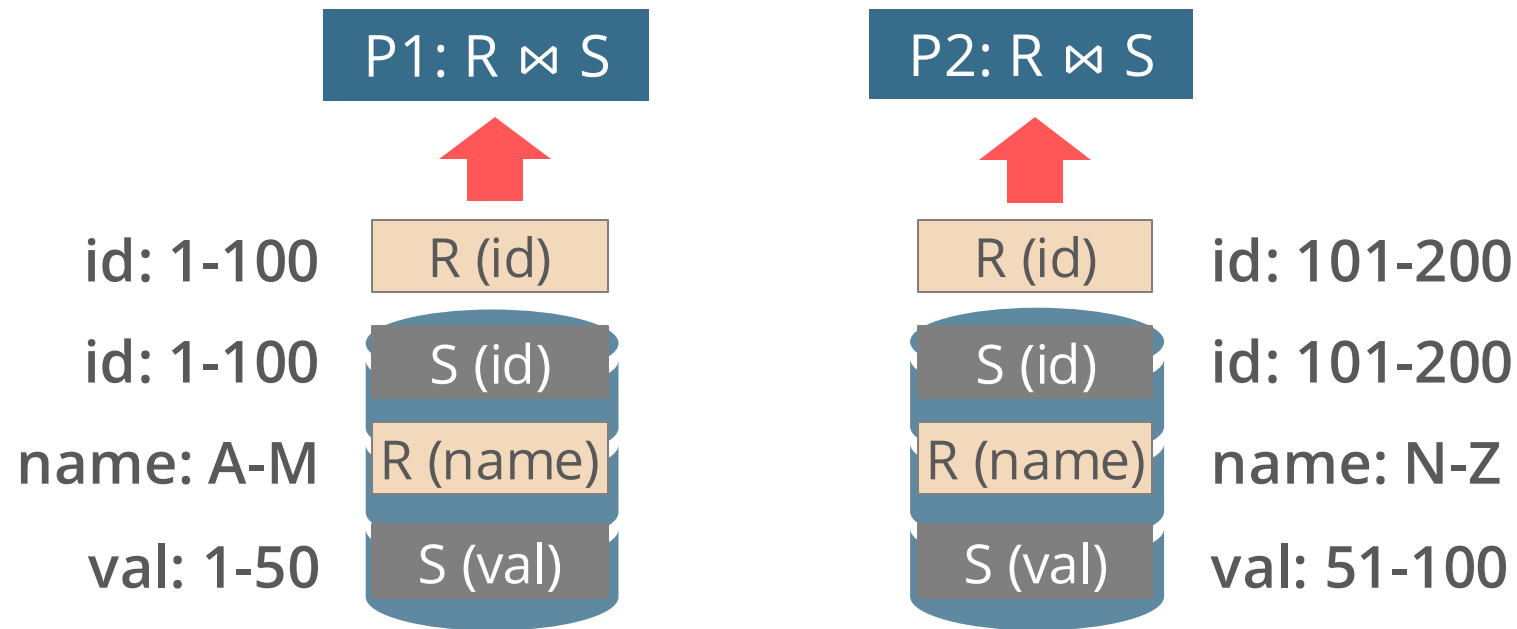 P1: R ⋈ S
P2: R ⋈ S
id: 1-100
R (id)
R (id)
id: 101-200
id: 1-100
S (id)
S (id)
id: 101-200
name: A-M
R (name)
R (name)
name: N-Z
val: 1-50
S (val)
S (val)
val: 51-100